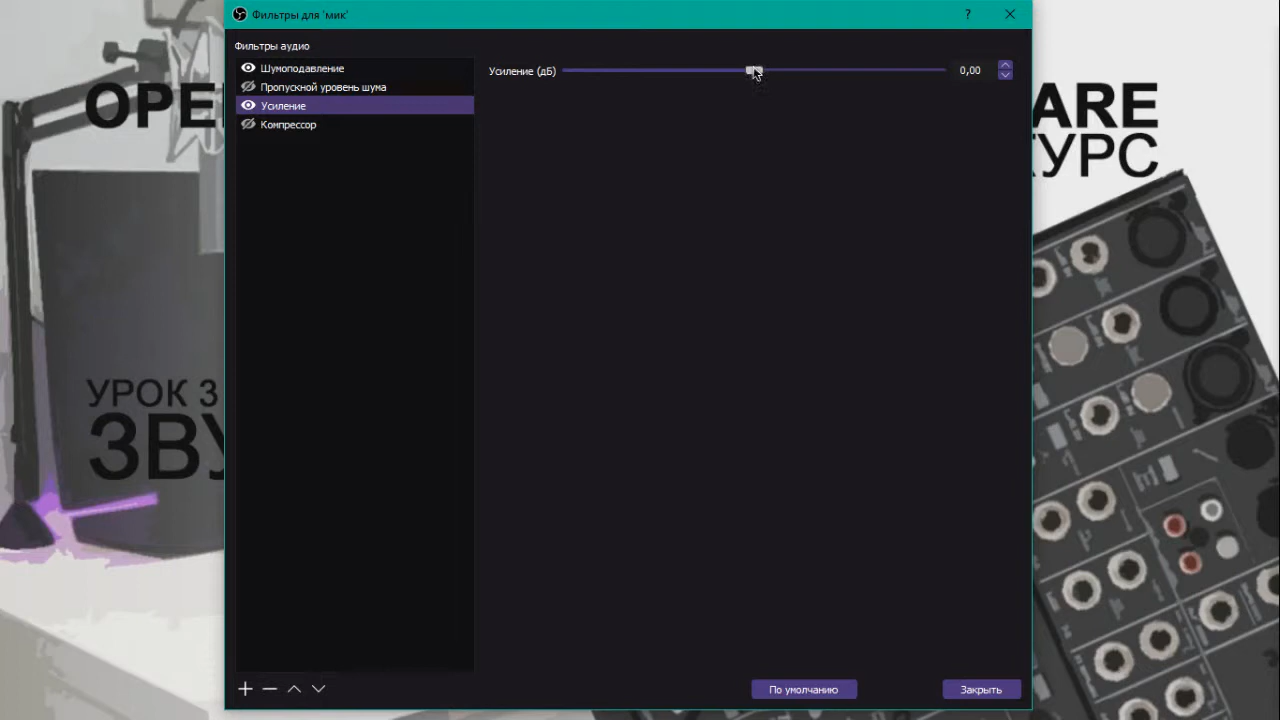 Фильтры для 'мик'
?
Фильтры аудио
Шумоподавление
Пропускной уровень шума
Усиление
Компрессор
Усиление (дБ)
0,00
OPE
ARE
УРС
УРОК 3
ЗВУ
По умолчанию
Закрыть